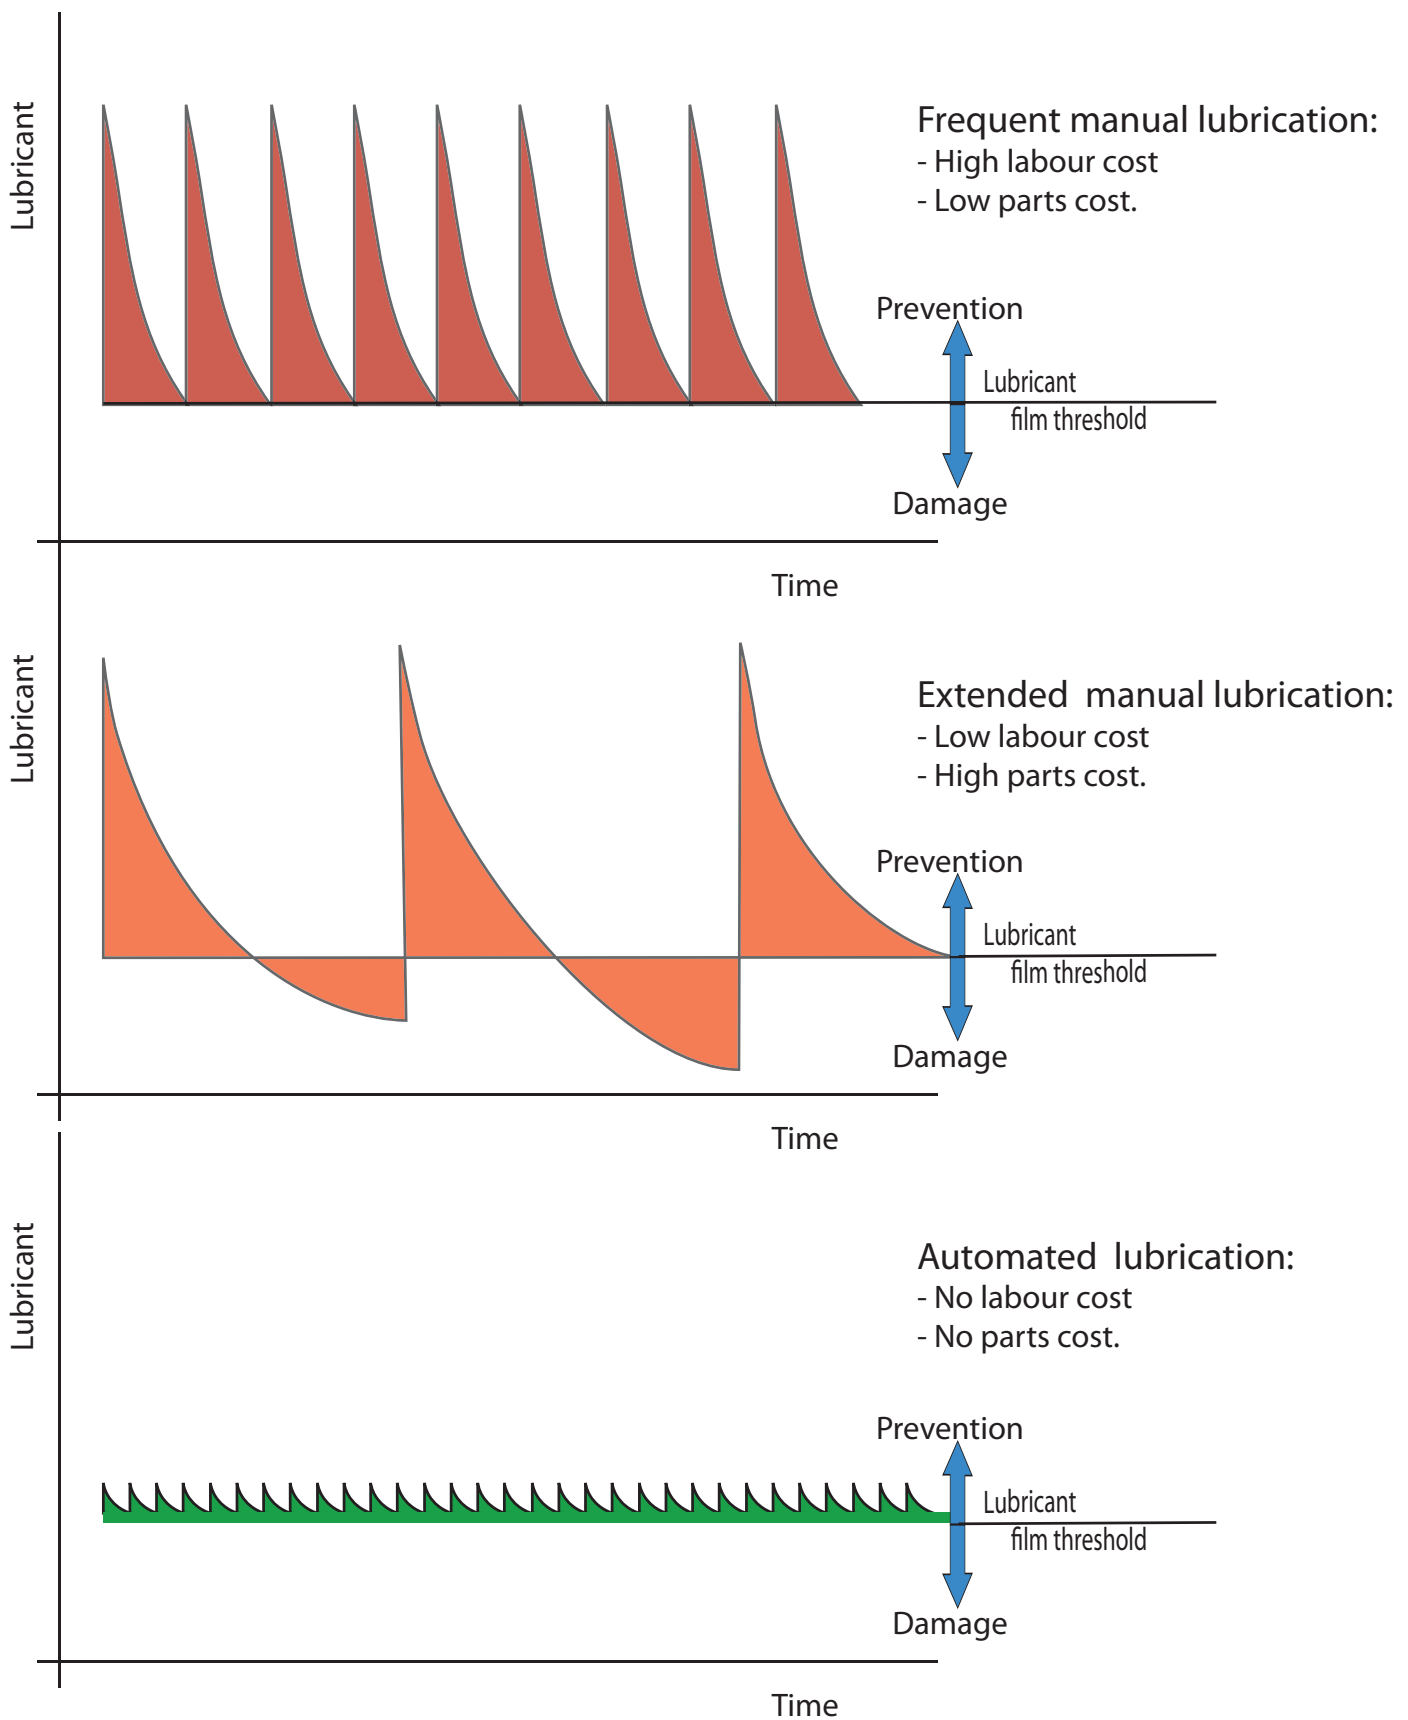 Lubricant
Frequent manual lubrication:
- High labour cost
- Low parts cost.
Prevention
Lubricant
film threshold
Damage
Time
Lubricant
Extended manual lubrication:
- Low labour cost
- High parts cost.
Prevention
Lubricant
film threshold
Damage
Time
Lubricant
Automated lubrication:
- No labour cost
- No parts cost.
Prevention
Lubricant
film threshold
Damage
Time